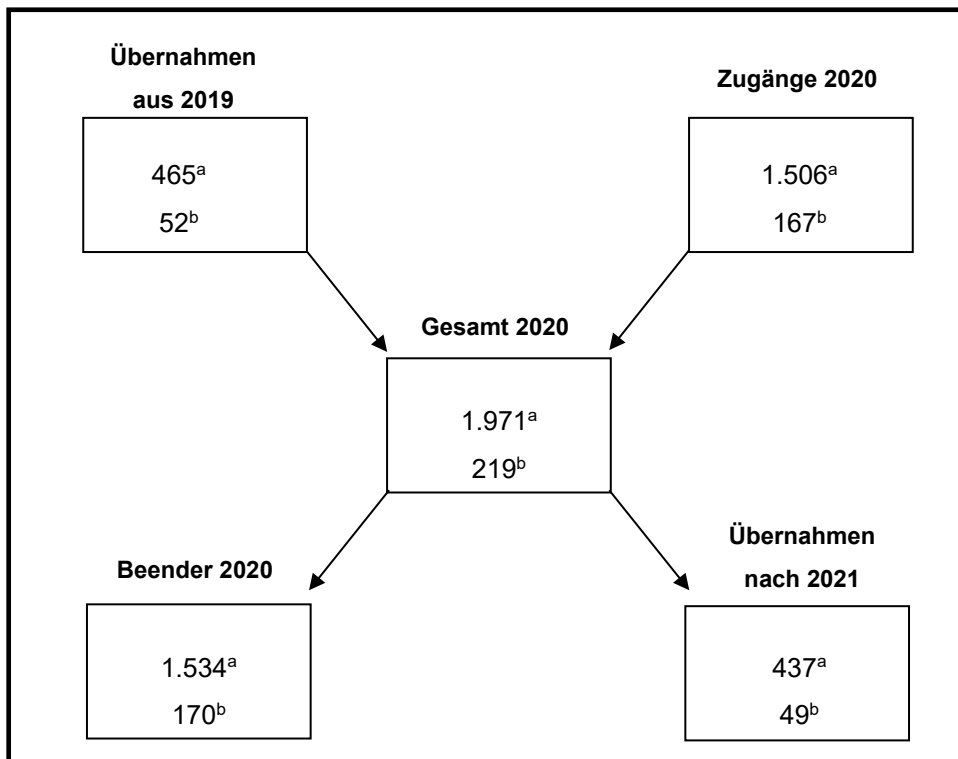 Übernahmen
aus 2019
465ᵃ
52ᵇ
Zugänge 2020
1.506ᵃ
167ᵇ
Gesamt 2020
1.971ᵃ
219ᵇ
Beender 2020
1.534ᵃ
170ᵇ
Übernahmen
nach 2021
437ᵃ
49ᵇ